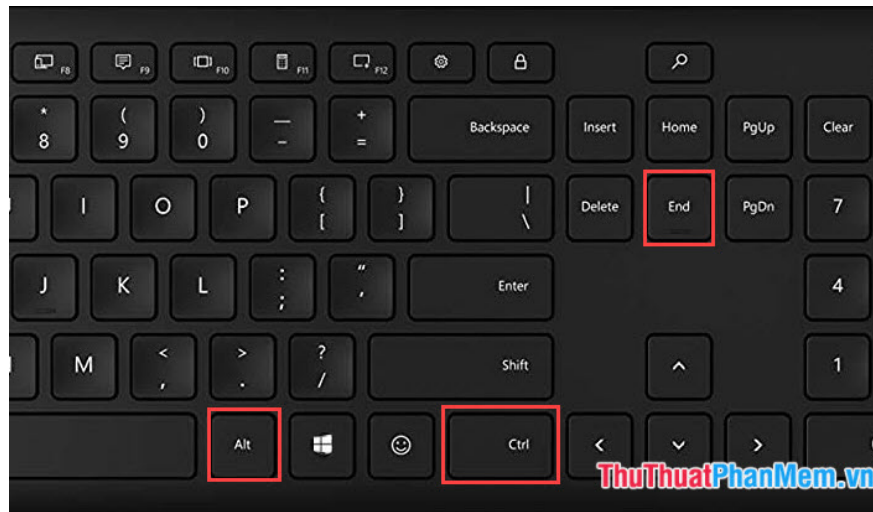 F8 F9 F10 F11 F12
* ( ) — +
8 9 0 - = Backspace Insert Home PgUp Clear
I O P { } |
[ ] \ Delete End PgDn 7
J K L : "
; ' Enter 4
M < > ? Shift 1
, . /
Alt Ctrl
ThuThuatPhanMem.vn